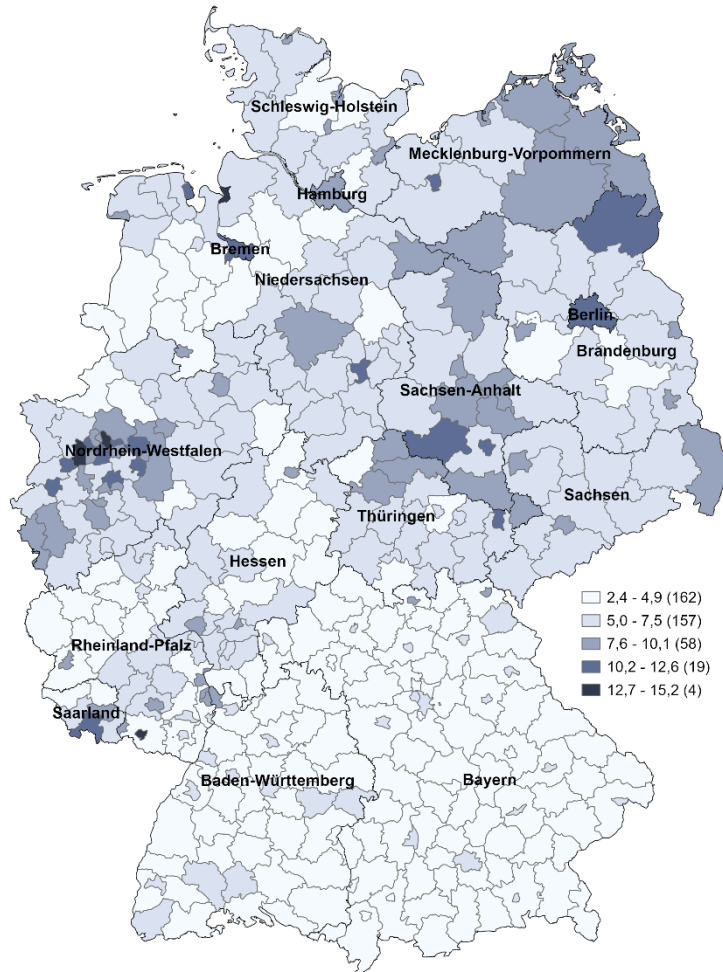 Schleswig-Holstein
Mecklenburg-Vorpommern
Hamburg
Bremen
Niedersachsen
Berlin
Brandenburg
Sachsen-Anhalt
Nordrhein-Westfalen
Sachsen
Thüringen
Hessen
2,4 - 4,9 (162)
5,0 - 7,5 (157)
7,6 - 10,1 (58)
10,2 - 12,6 (19)
12,7 - 15,2 (4)
Rheinland-Pfalz
Saarland
Baden-Württemberg
Bayern